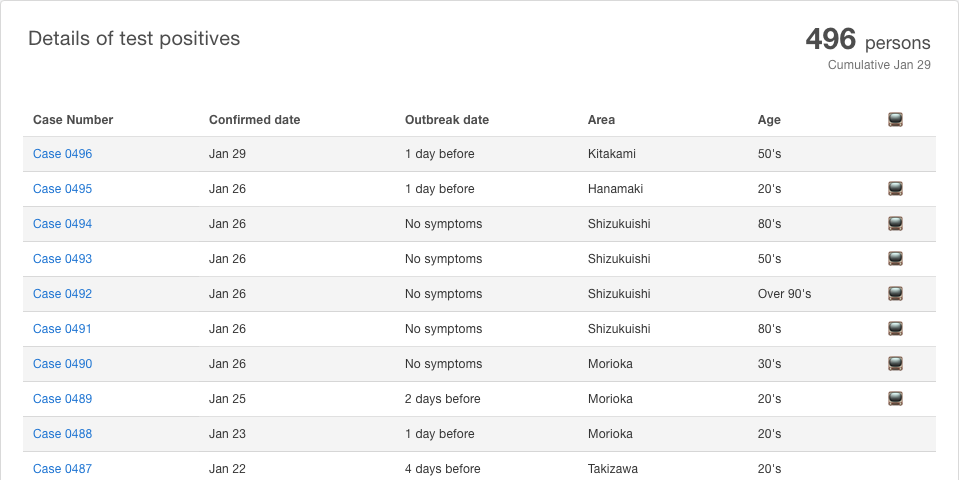 Details of test positives
496 persons
Cumulative Jan 29
Case Number Confirmed date Outbreak date Area Age
Case 0496 Jan 29 1 day before Kitakami 50's
Case 0495 Jan 26 1 day before Hanamaki 20's
Case 0494 Jan 26 No symptoms Shizukuishi 80's
Case 0493 Jan 26 No symptoms Shizukuishi 50's
Case 0492 Jan 26 No symptoms Shizukuishi Over 90's
Case 0491 Jan 26 No symptoms Shizukuishi 80's
Case 0490 Jan 26 No symptoms Morioka 30's
Case 0489 Jan 25 2 days before Morioka 20's
Case 0488 Jan 23 1 day before Morioka 20's
Case 0487 Jan 22 4 days before Takizawa 20's